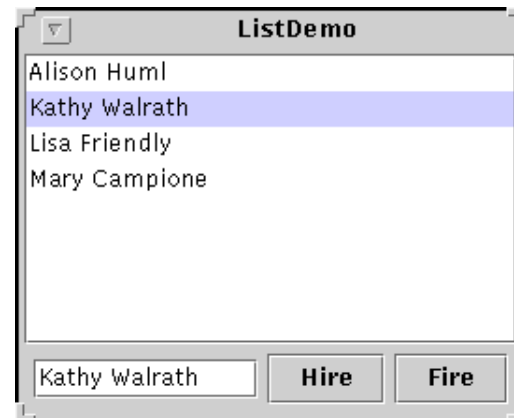 ListDemo
Alison Huml
Kathy Walrath
Lisa Friendly
Mary Campione
Kathy Walrath Hire Fire